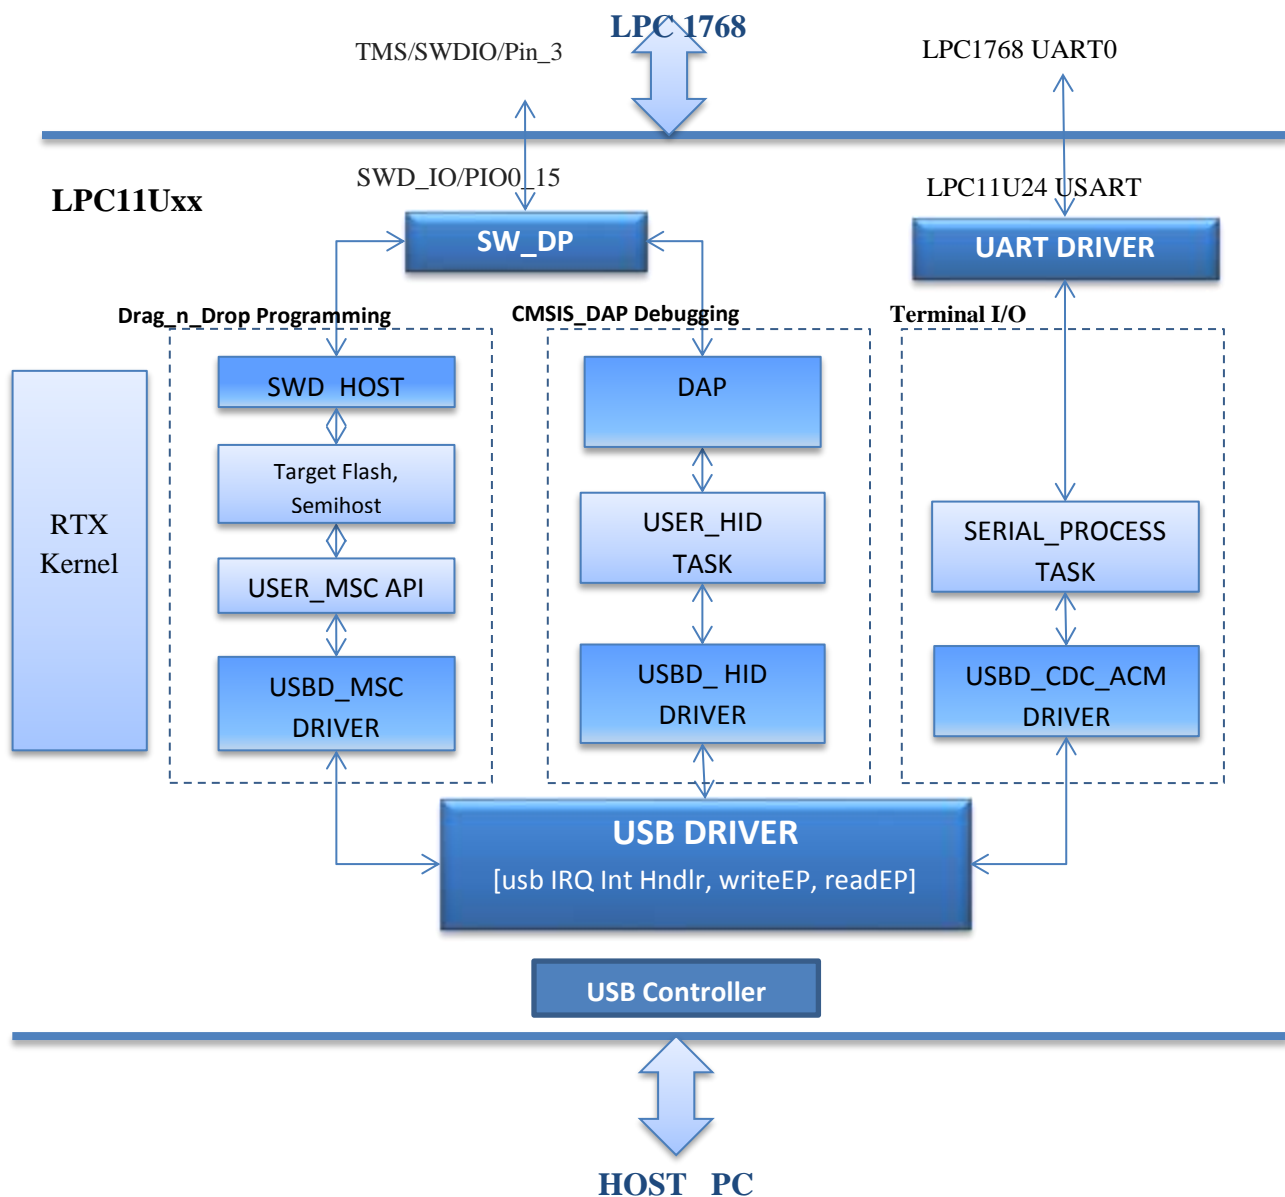 LPC 1768
TMS/SWDIO/Pin_3
LPC1768 UART0
SWD_IO/PIO0_15
LPC11U24 USART
LPC11Uxx
SW_DP
UART DRIVER
Drag_n_Drop Programming
CMSIS_DAP Debugging
Terminal I/O
SWD HOST
DAP
Target Flash,
Semihost
RTX
Kernel
USER_HID
TASK
SERIAL_PROCESS
TASK
USER_MSC API
USBD_MSC
DRIVER
USBD_ HID
DRIVER
USBD_CDC_ACM
DRIVER
USB DRIVER
[usb IRQ Int Hndlr, writeEP, readEP]
USB Controller
HOST PC